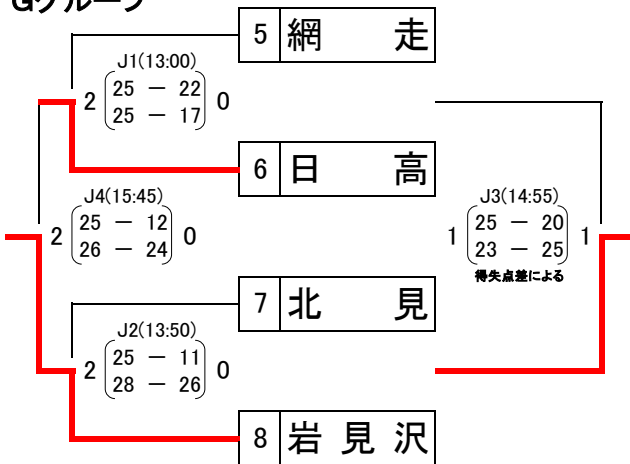 Gグループ
5 網 走
J1(13:00)
2 25 － 22 0
25 － 17
6 日 高
J4(15:45)
2 25 － 12 0
26 － 24
J3(14:55)
1 25 － 20 1
23 － 25
得失点差による
7 北 見
J2(13:50)
2 25 － 11 0
28 － 26
8 岩 見 沢